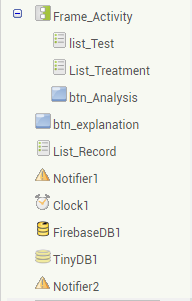 Frame_Activity
list_Test
List_Treatment
btn_Analysis
btn_explanation
List_Record
Notifier1
Clock1
FirebaseDB1
TinyDB1
Notifier2